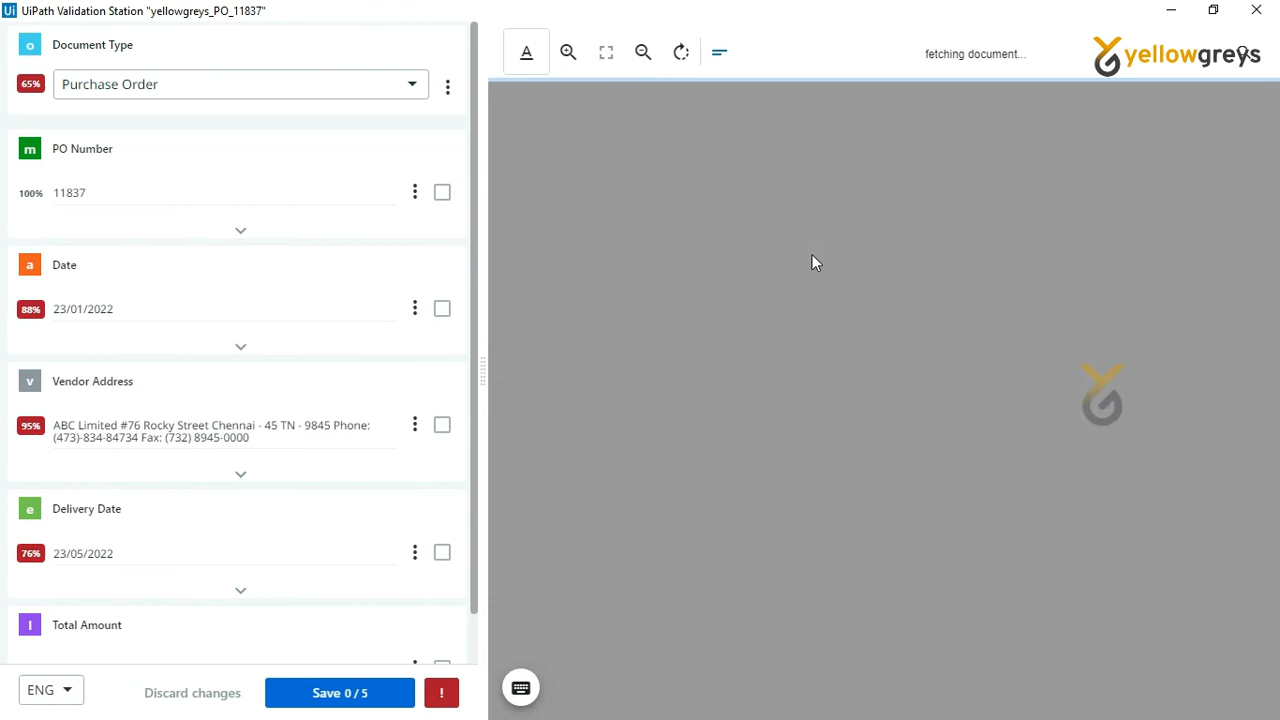 Ui UiPath Validation Station "yellowgreys_PO_11837"
o Document Type
65% Purchase Order
A
fetching document...
yellowgreys
m PO Number
100% 11837
a Date
88% 23/01/2022
v Vendor Address
95% ABC Limited #76 Rocky Street Chennai - 45 TN - 9845 Phone:
(473)-834-84734 Fax: (732) 8945-0000
e Delivery Date
76% 23/05/2022
l Total Amount
ENG Discard changes Save 0 / 5 !